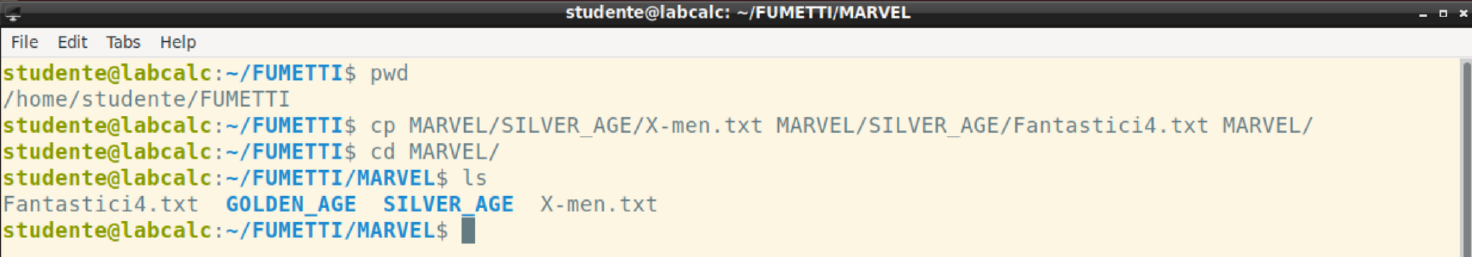 studente@labcalc: ~/FUMETTI/MARVEL
File Edit Tabs Help
studente@labcalc:~/FUMETTI$ pwd
/home/studente/FUMETTI
studente@labcalc:~/FUMETTI$ cp MARVEL/SILVER_AGE/X-men.txt MARVEL/SILVER_AGE/Fantastici4.txt MARVEL/
studente@labcalc:~/FUMETTI$ cd MARVEL/
studente@labcalc:~/FUMETTI/MARVEL$ ls
Fantastici4.txt GOLDEN_AGE SILVER_AGE X-men.txt
studente@labcalc:~/FUMETTI/MARVEL$